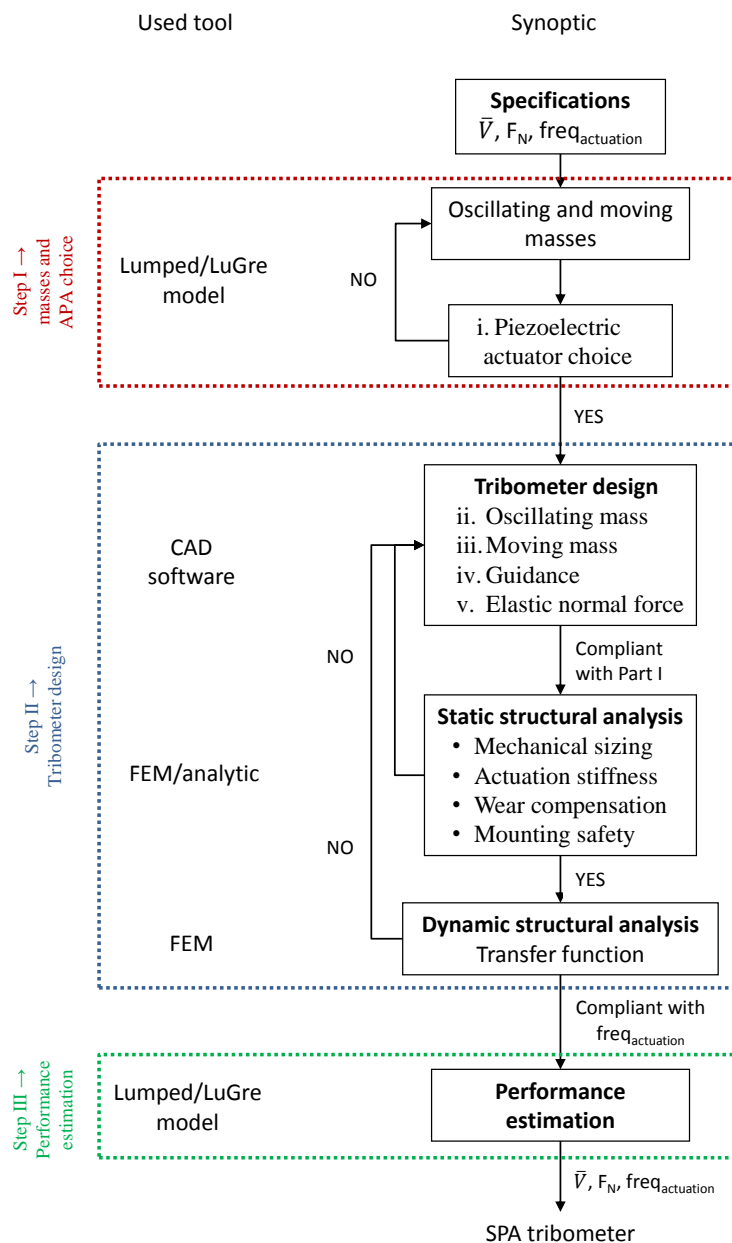 Used tool
Synoptic
Specifications
V̄, F_N, freq_actuation
Step I →
masses and
APA choice
Lumped/LuGre
model
Oscillating and moving
masses
NO
i. Piezoelectric
actuator choice
YES
Step II →
Tribometer design
CAD
software
Tribometer design
ii. Oscillating mass
iii. Moving mass
iv. Guidance
v. Elastic normal force
NO
Compliant
with Part I
FEM/analytic
Static structural analysis
• Mechanical sizing
• Actuation stiffness
• Wear compensation
• Mounting safety
NO
YES
FEM
Dynamic structural analysis
Transfer function
Compliant with
freq_actuation
Step III →
Performance
estimation
Lumped/LuGre
model
Performance
estimation
V̄, F_N, freq_actuation
SPA tribometer